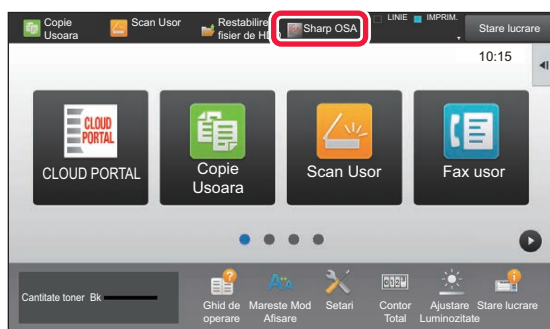 Copie Usoara
Scan Usor
Restabilire
fisier de HD
Sharp OSA
LINIE
IMPRIM.
Stare lucrare
10:15
CLOUD
PORTAL
CLOUD PORTAL
Copie
Usoara
Scan Usor
Fax usor
Cantitate toner Bk
Ghid de
operare
Mareste Mod
Afisare
Setari
Contor
Total
Ajustare
Luminozitate
Stare lucrare